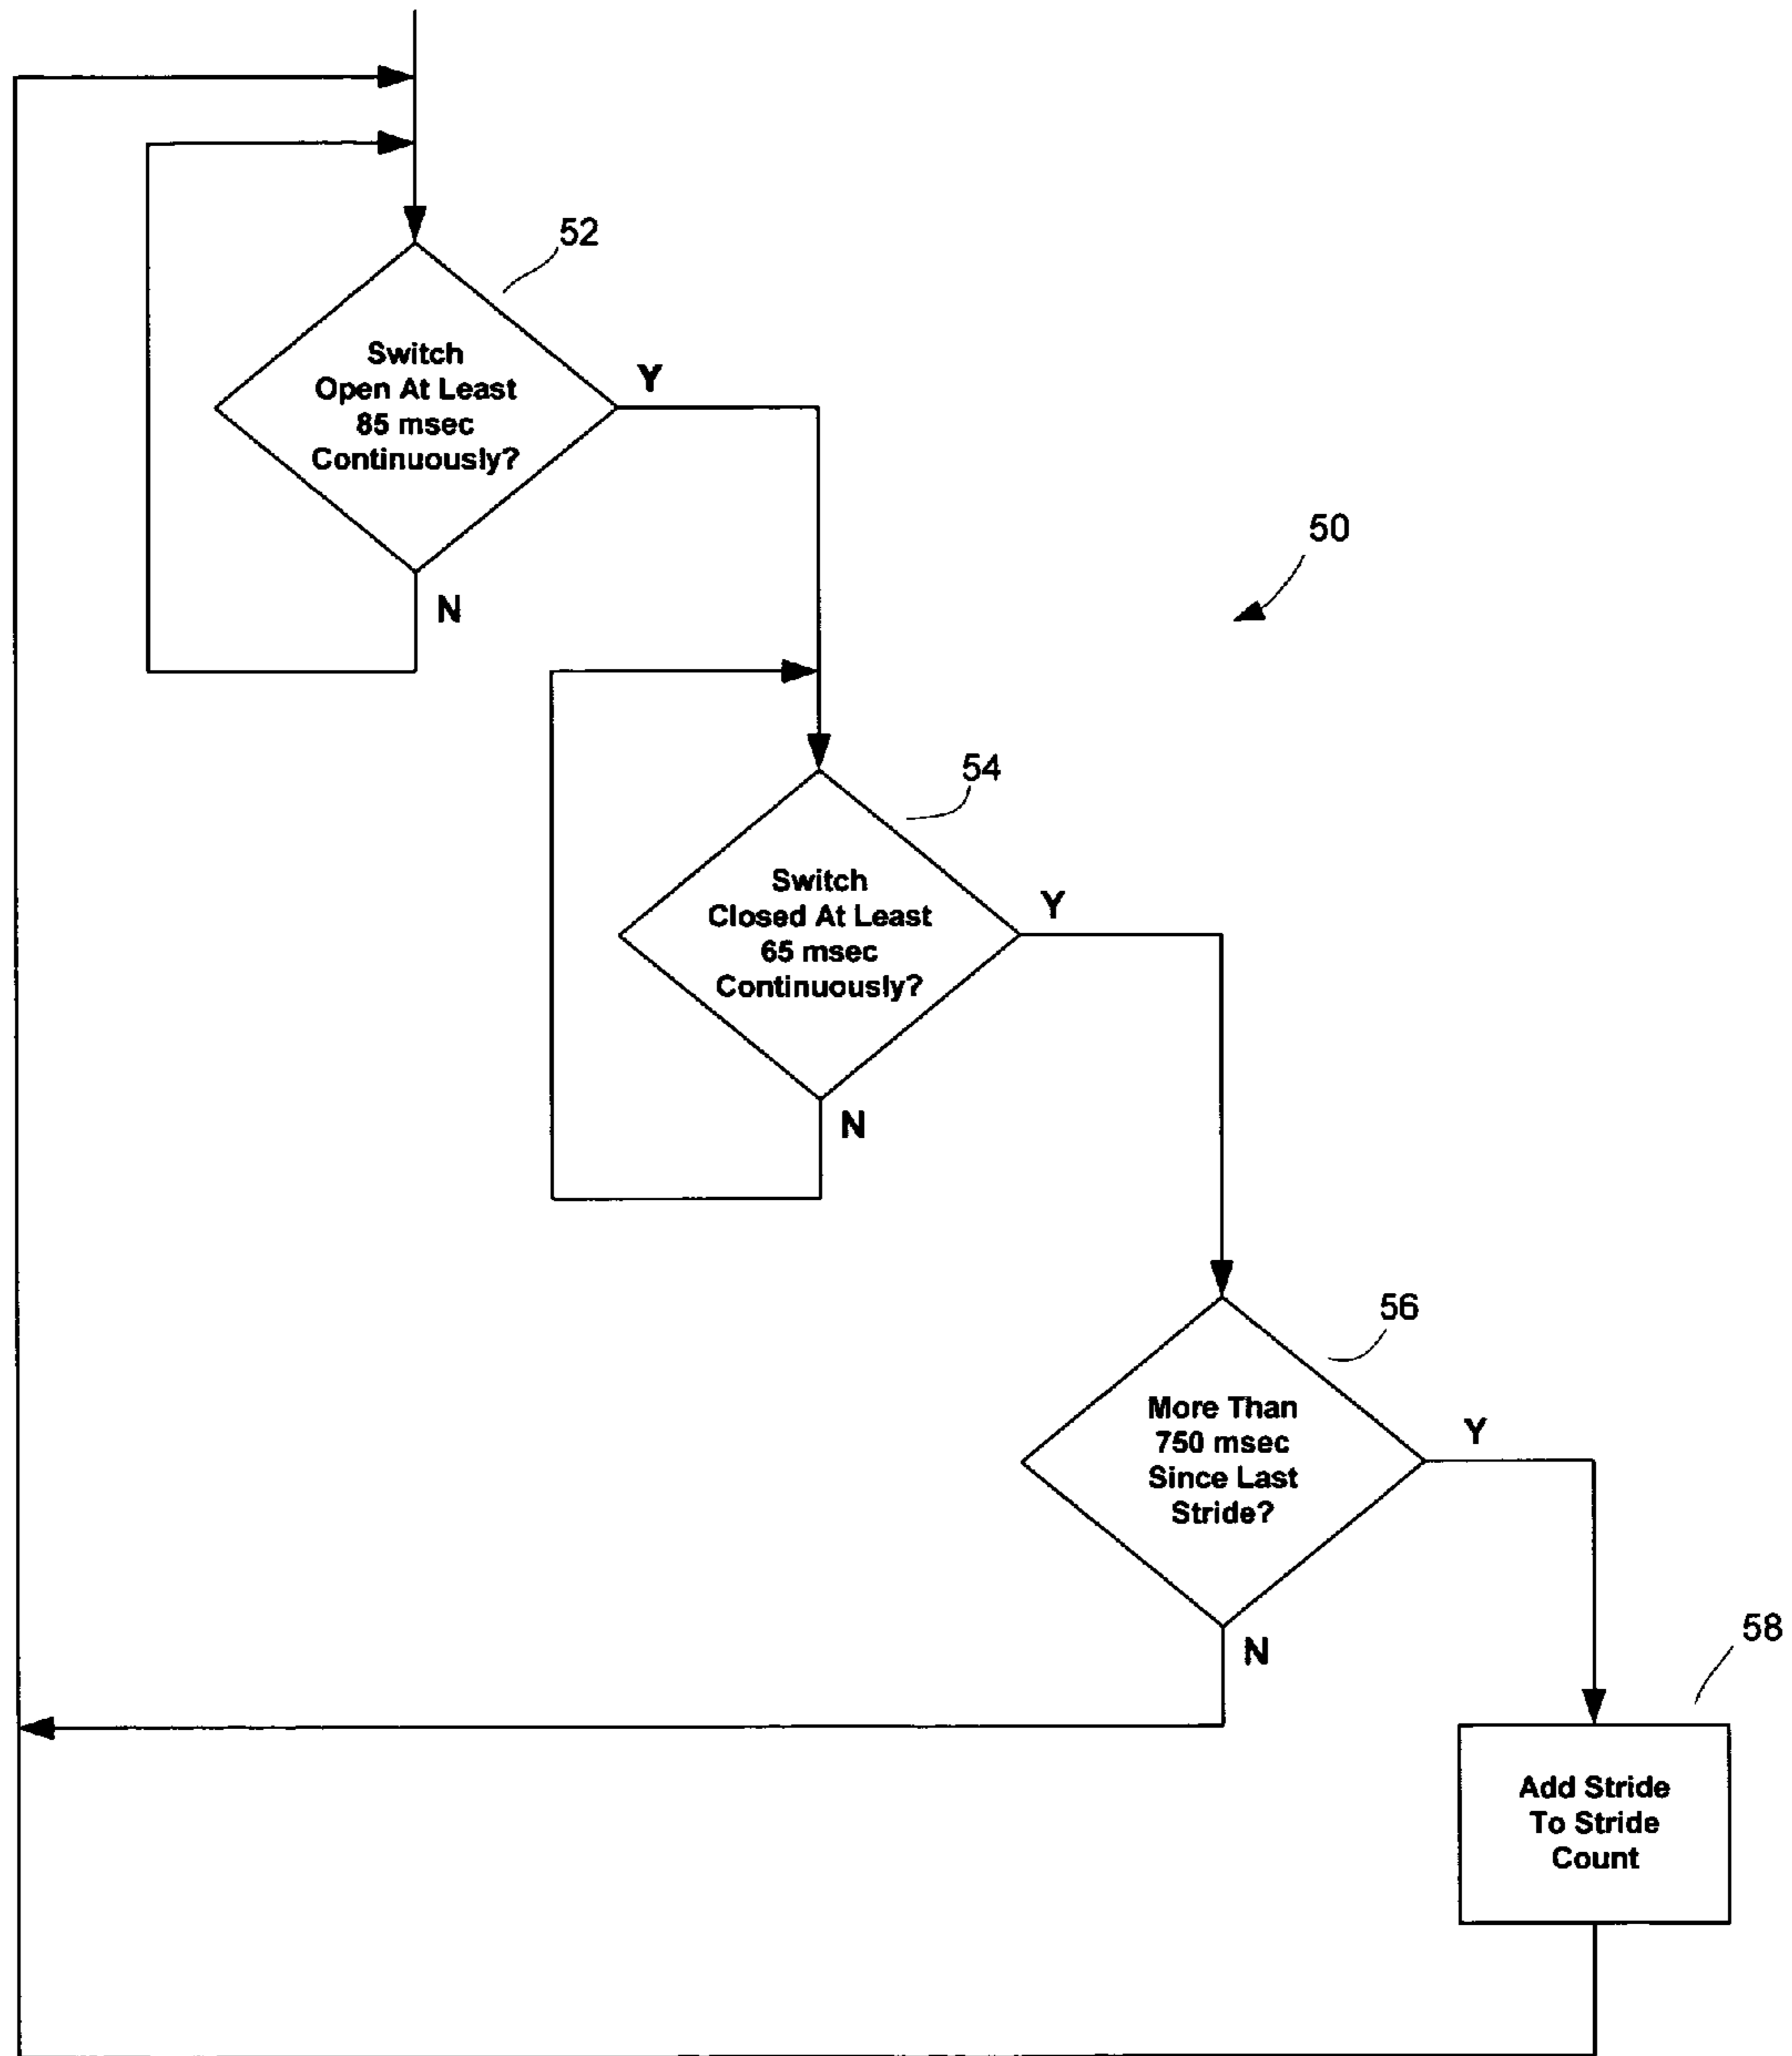 52
Switch
Open At Least
85 msec
Continuously?
Y
N
50
54
Switch
Closed At Least
65 msec
Continuously?
Y
N
56
More Than
750 msec
Since Last
Stride?
Y
N
58
Add Stride
To Stride
Count